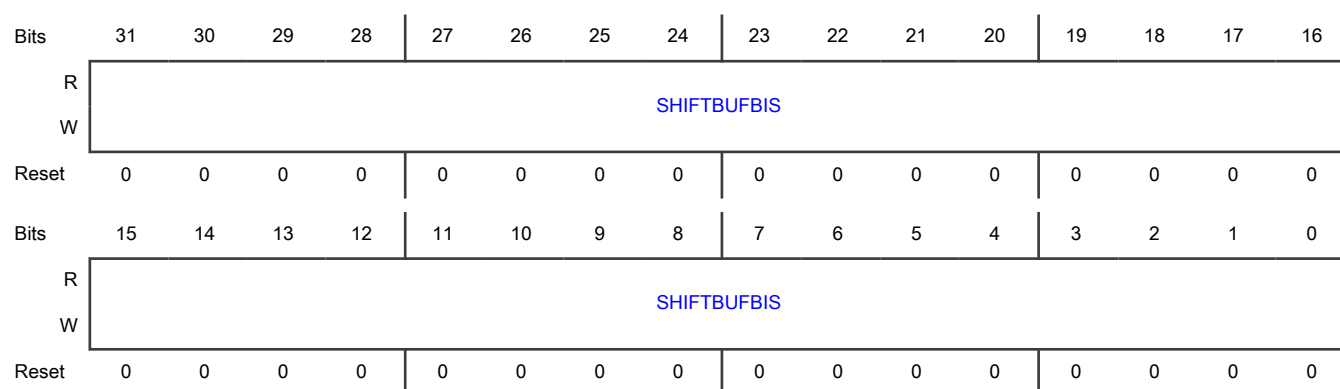 Bits 31 30 29 28 27 26 25 24 23 22 21 20 19 18 17 16
R
SHIFTBUFBIS
W
Reset 0 0 0 0 0 0 0 0 0 0 0 0 0 0 0 0
Bits 15 14 13 12 11 10 9 8 7 6 5 4 3 2 1 0
R
SHIFTBUFBIS
W
Reset 0 0 0 0 0 0 0 0 0 0 0 0 0 0 0 0